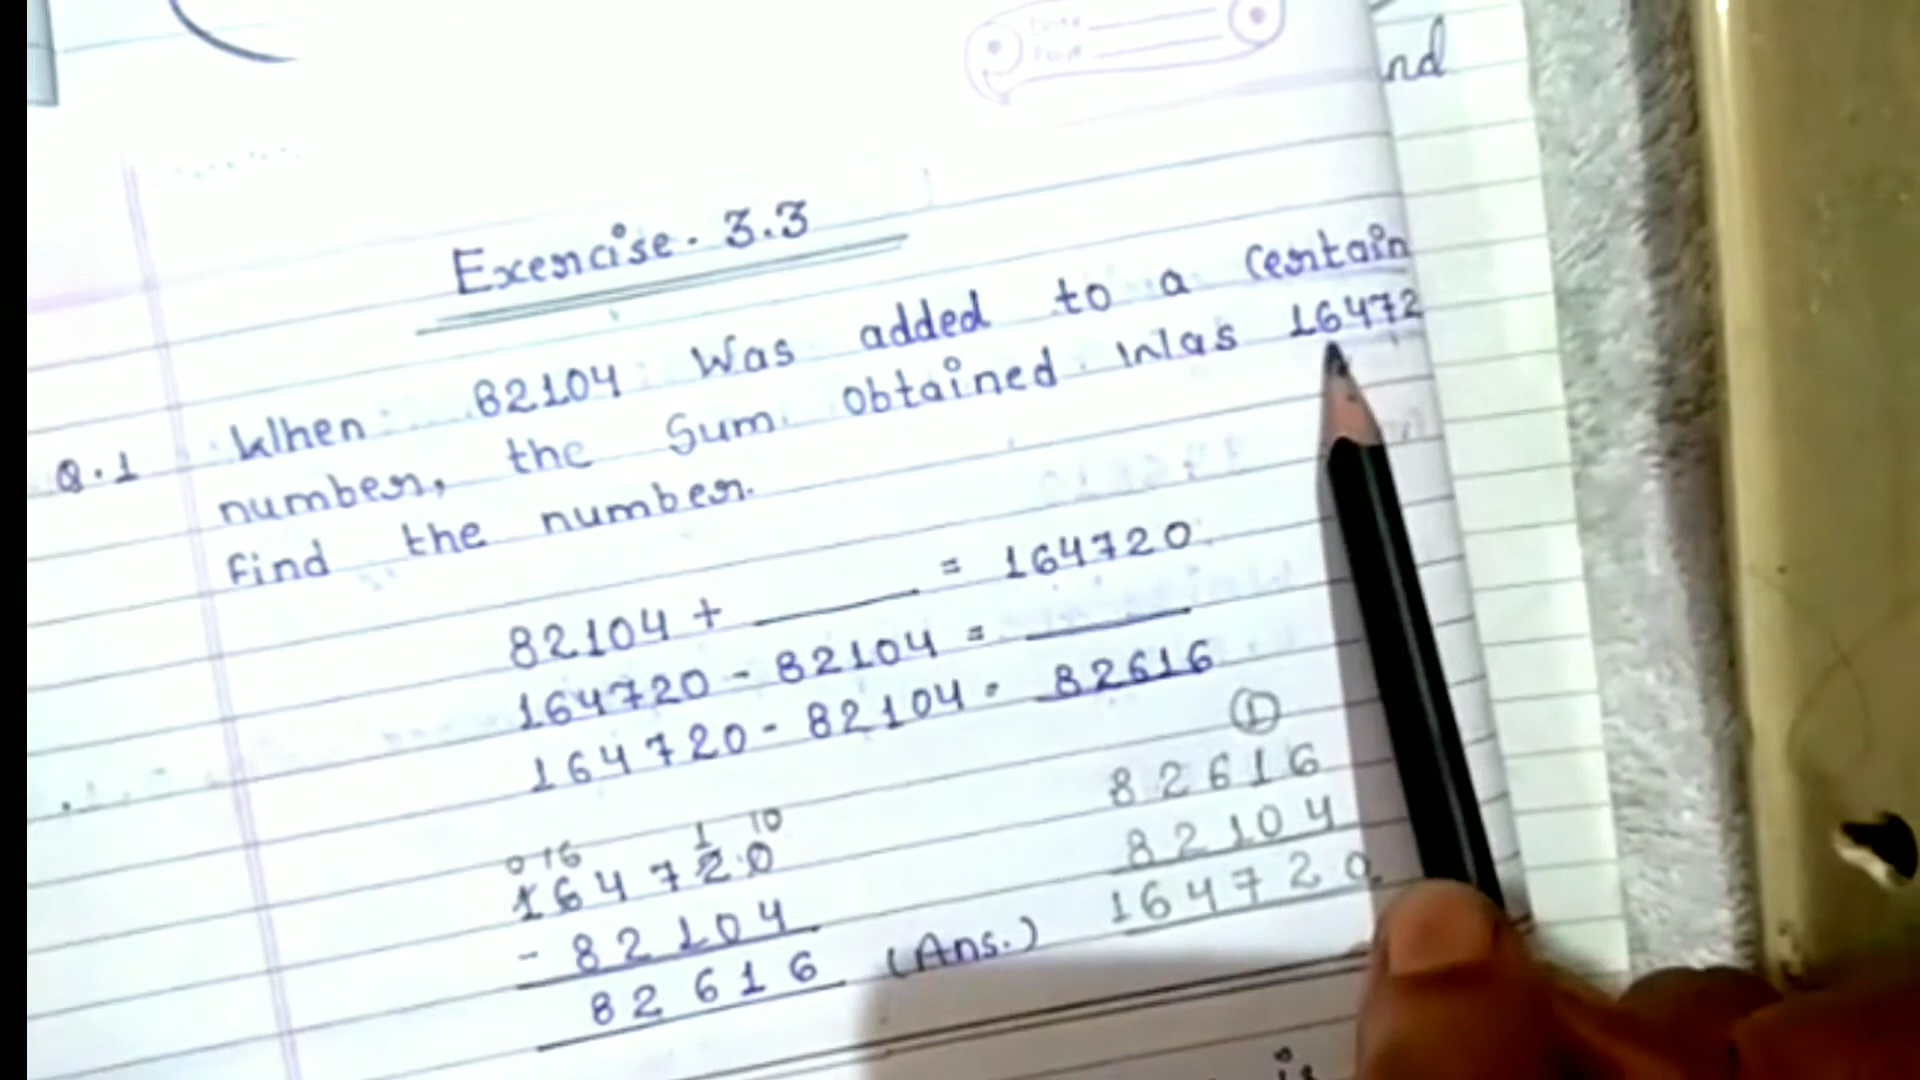 nd
Exercise. 3.3
Q.1 When 82104 Was added to a Certain
number, the Sum obtained Was 16472
find the number.
82104 + ______ = 164720
164720 - 82104 = ______
164720 - 82104 = 82616
1
82616
82104
164720
0 16 1 10
164720
- 82104
82616 (Ans.)
is